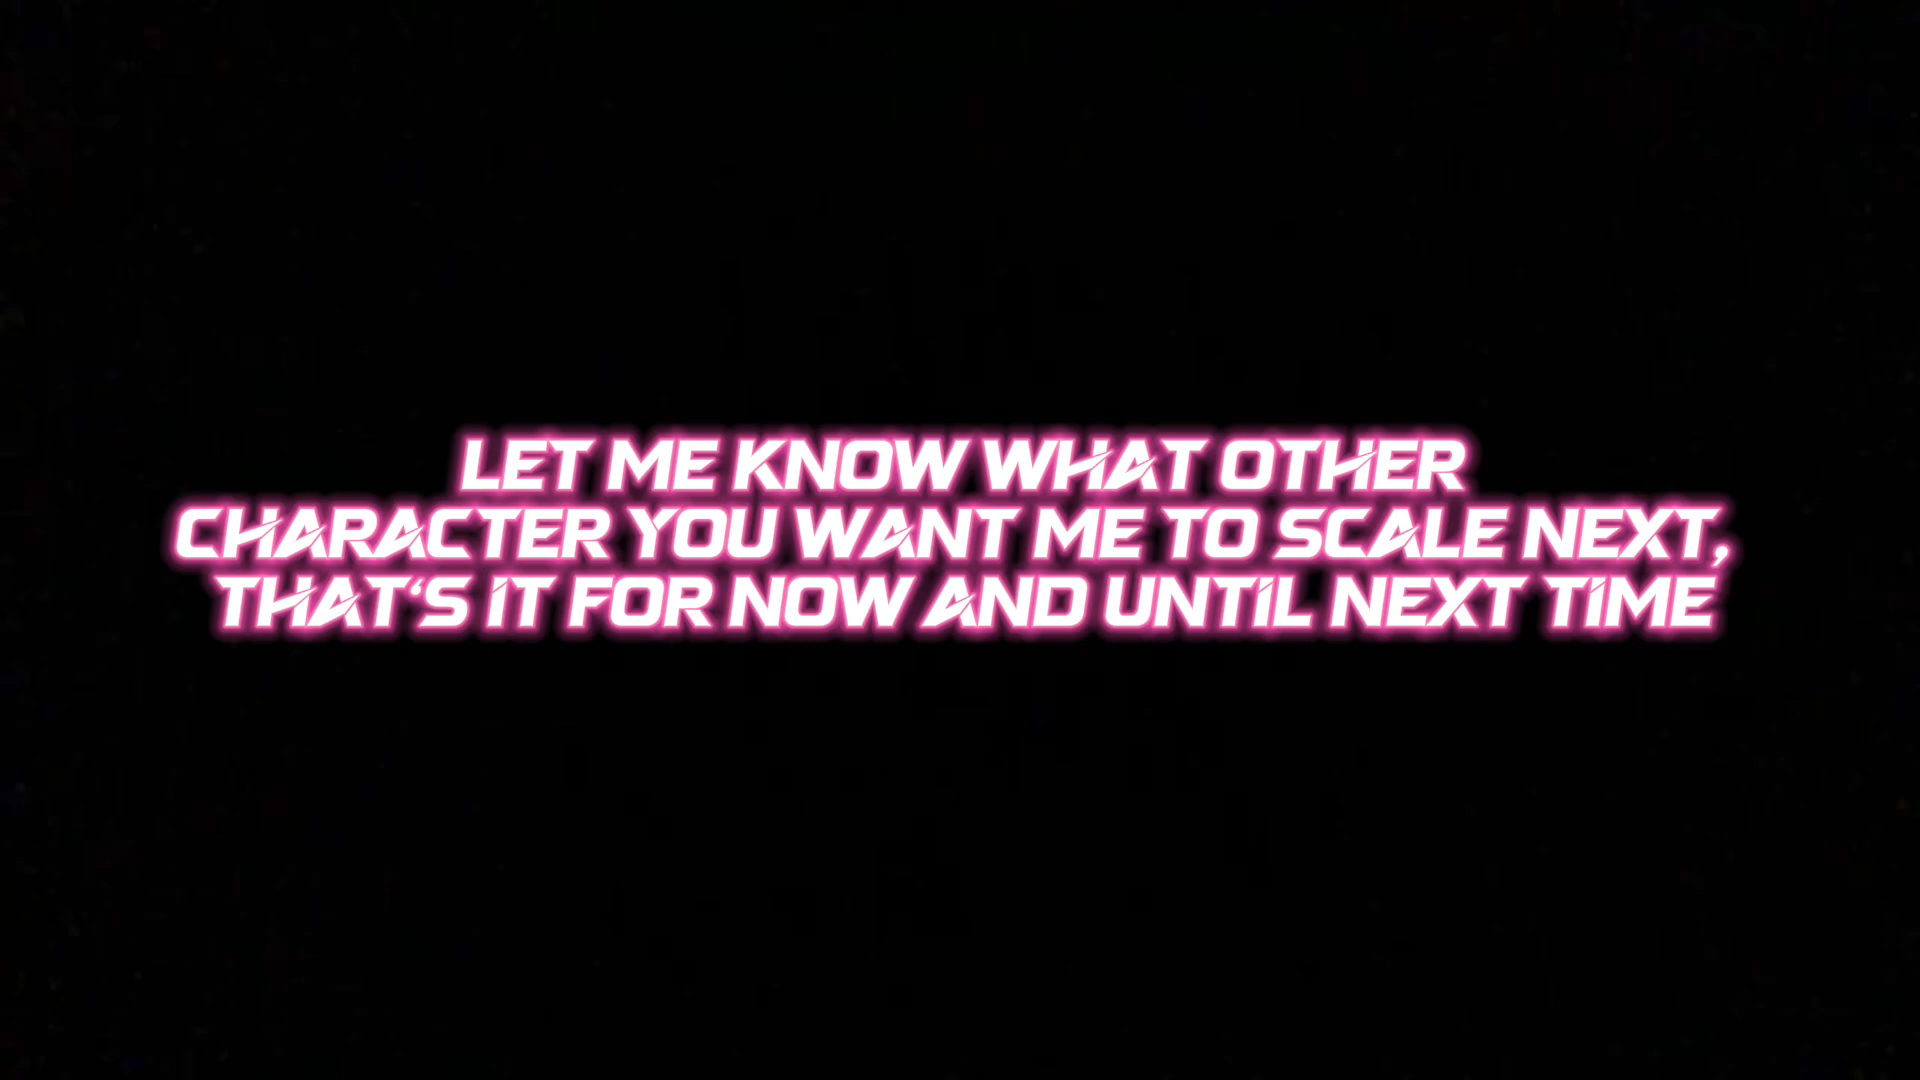 LET ME KNOW WHAT OTHER
CHARACTER YOU WANT ME TO SCALE NEXT,
THAT‘S IT FOR NOW AND UNTIL NEXT TIME